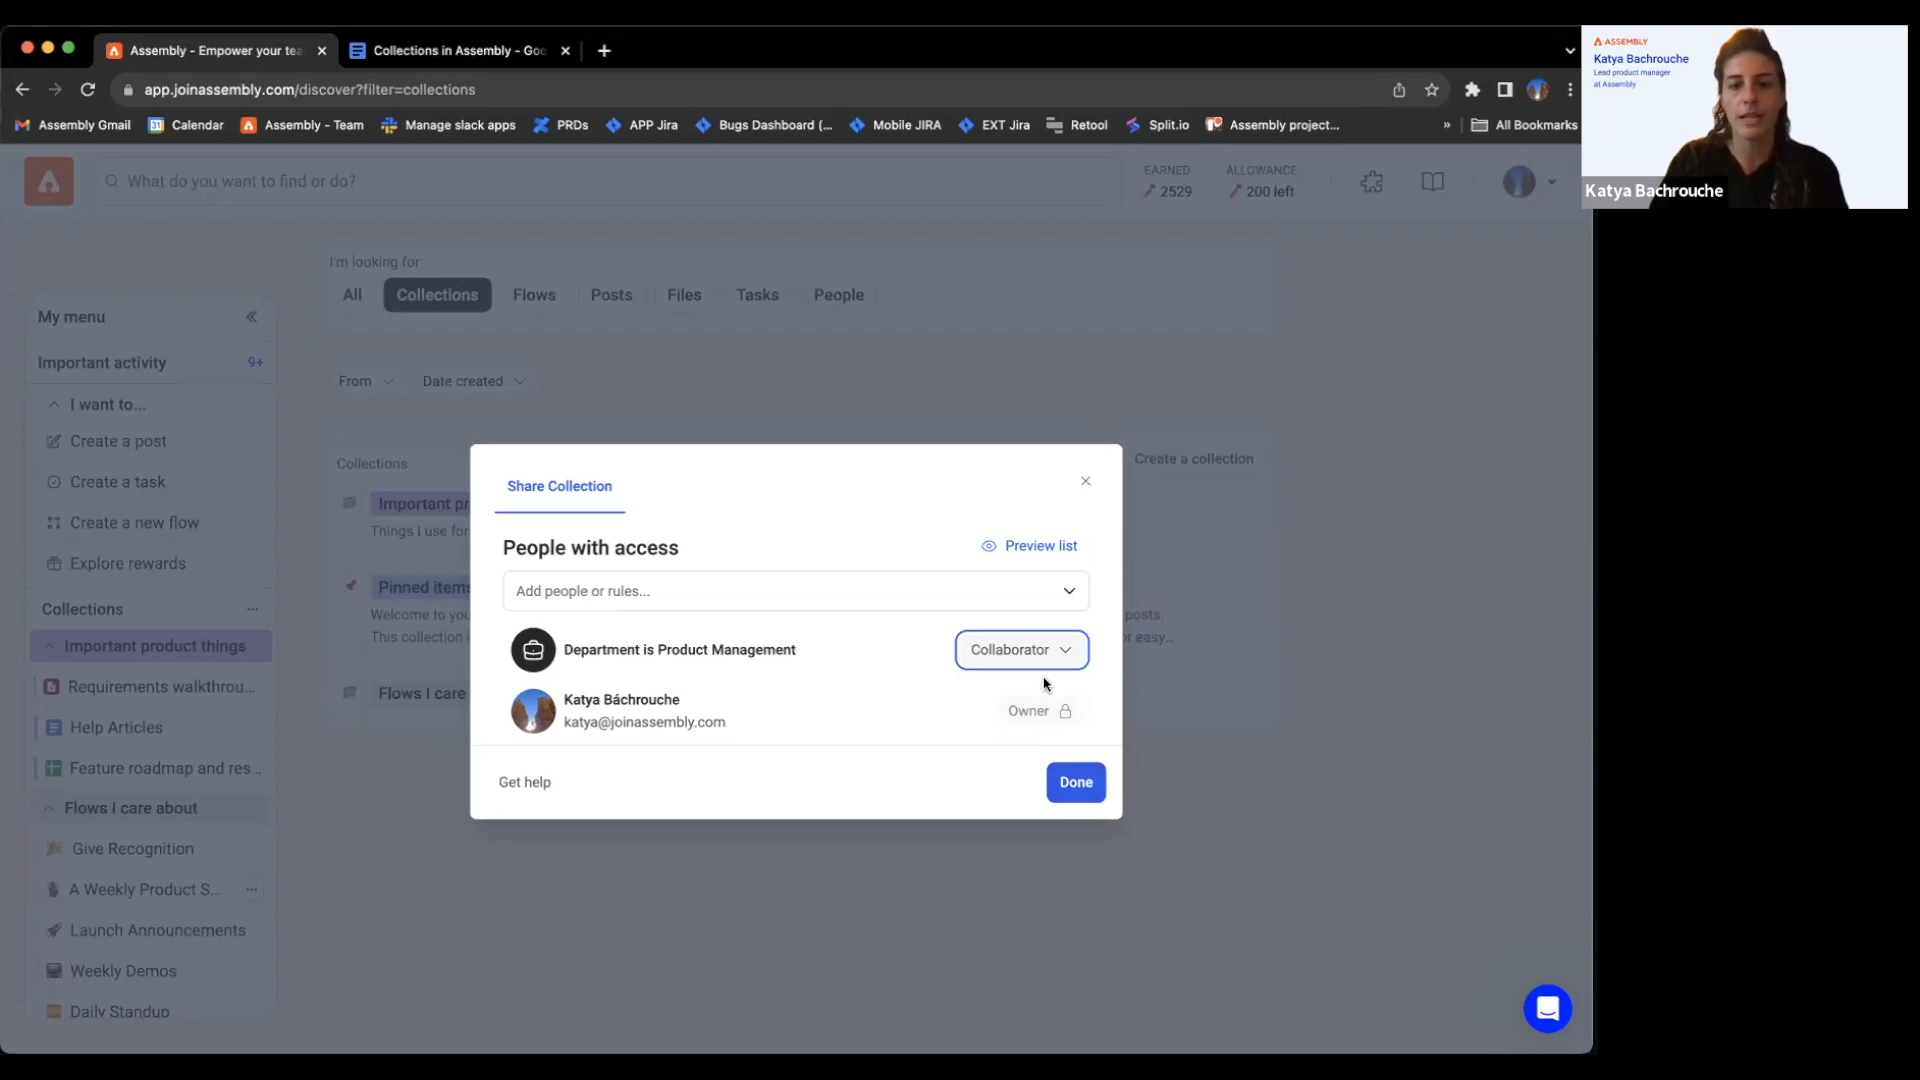 Assembly - Empower your tea
Collections in Assembly - Goo
app.joinassembly.com/discover?filter=collections
Assembly Gmail
Calendar
Assembly - Team
Manage slack apps
PRDs
APP Jira
Bugs Dashboard (...
Mobile JIRA
EXT Jira
Retool
Split.io
Assembly project...
»
All Bookmarks
ASSEMBLY
Katya Bachrouche
Lead product manager
at Assembly
Katya Bachrouche
What do you want to find or do?
EARNED
2529
ALLOWANCE
200 left
I'm looking for
All
Collections
Flows
Posts
Files
Tasks
People
My menu
Important activity
9+
I want to...
Create a post
Create a task
Create a new flow
Explore rewards
Collections
Important product things
Requirements walkthrou...
Help Articles
Feature roadmap and res...
Flows I care about
Give Recognition
A Weekly Product S...
Launch Announcements
Weekly Demos
Daily Standup
From
Date created
Collections
Create a collection
Important pr
Things I use for
Pinned items
Welcome to you
posts.
This collection i
or easy...
Flows I care
Share Collection
People with access
Preview list
Add people or rules...
Department is Product Management
Collaborator
Katya Báchrouche
katya@joinassembly.com
Owner
Get help
Done